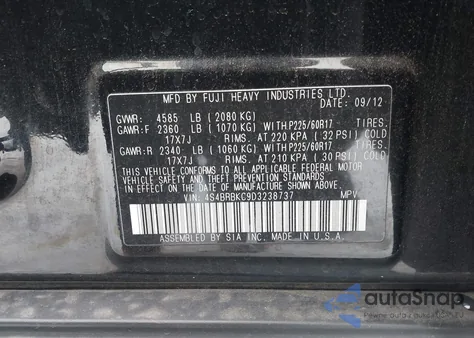 MFD BY FUJI HEAVY INDUSTRIES LTD.
DATE: 09/12
GVWR: 4585 LB (2080 KG)
GAWR:F 2360 LB (1070 KG) WITH P225/60R17 TIRES.
17X7J RIMS. AT 220 KPA (32 PSI) COLD
GAWR:R 2340 LB (1060 KG) WITH P225/60R17 TIRES.
17X7J RIMS. AT 210 KPA (30 PSI) COLD
THIS VEHICLE CONFORMS TO ALL APPLICABLE FEDERAL MOTOR
VEHICLE SAFETY, BUMPER, AND THEFT PREVENTION
STANDARDS IN EFFECT ON THE DATE OF MANUFACTURE
SHOWN ABOVE.
VIN: 4S4BRBKC9D3238737 MPV
ASSEMBLED BY SIA INC. MADE IN U.S.A.
autoSnap